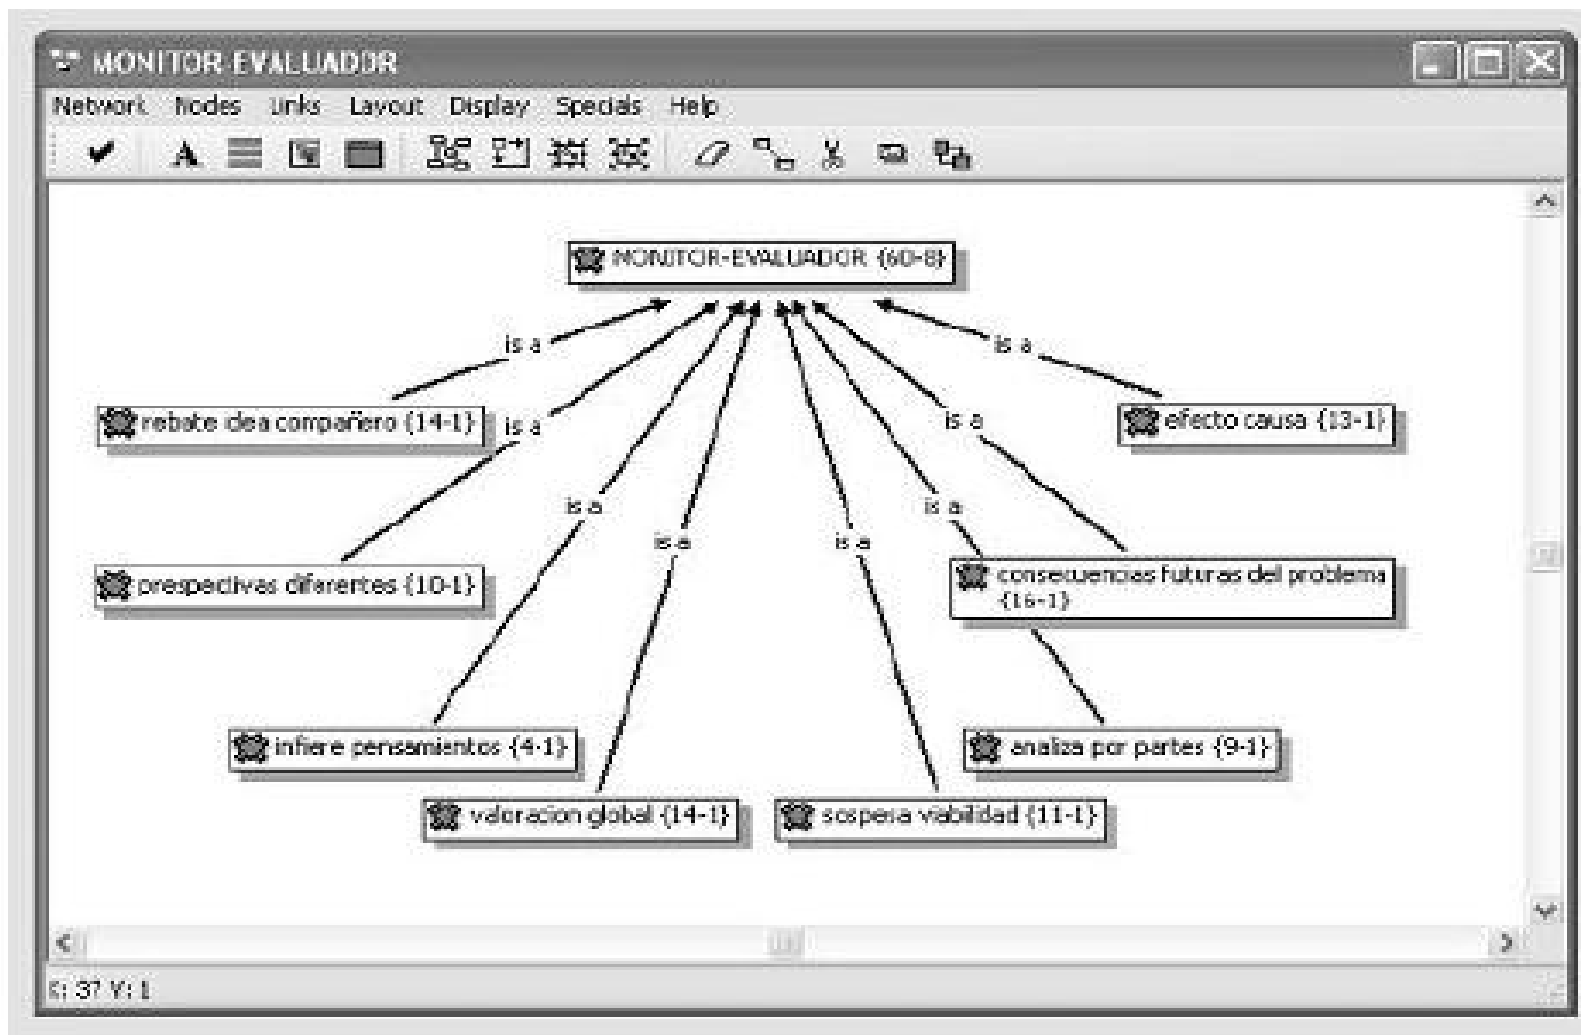 MONITOR-EVALUADOR
Network Nodes Links Layout Display Specials Help
MONITOR-EVALUADOR {60-8}
is a
is a
rebate idea compañero {14-1}
is a
is a
efecto causa {13-1}
is a
is a
is a
is a
prespectivas diferentes {10-1}
consecuencias futuras del problema
{16-1}
infiere pensamientos {4-1}
analiza por partes {9-1}
valoracion global {14-1}
sospesa viabilidad {11-1}
X: 37 Y: 1